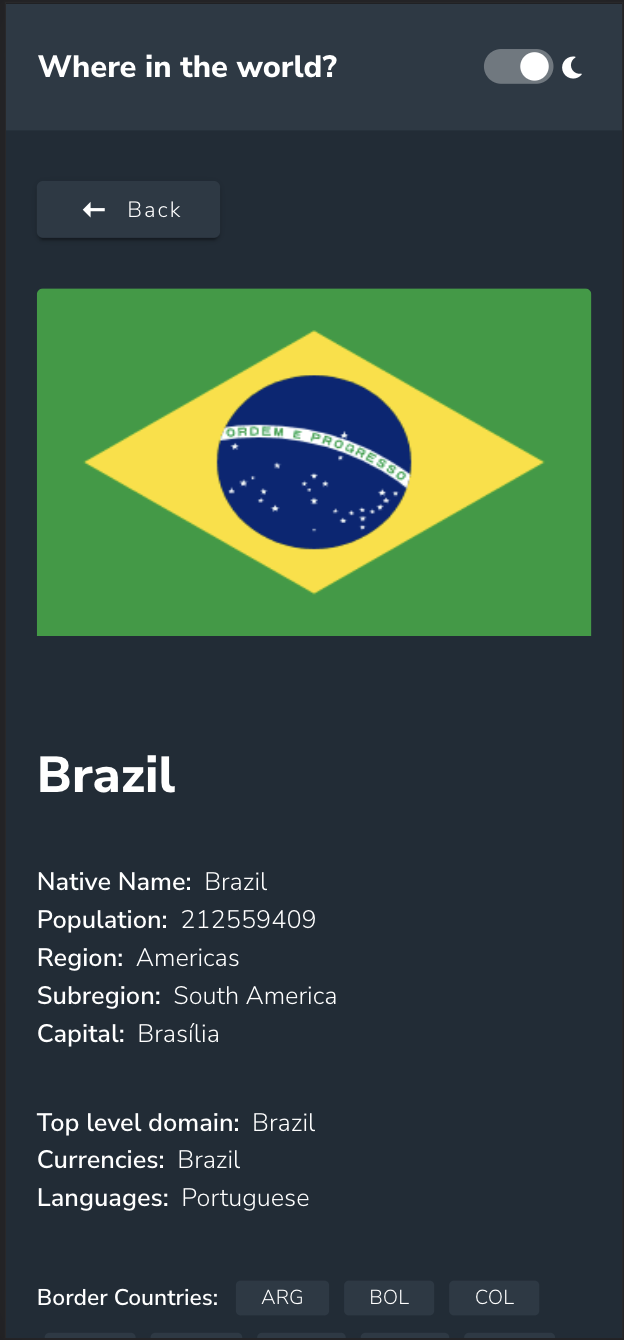 Where in the world?
Back
ORDEM E PROGRESSO
Brazil
Native Name: Brazil
Population: 212559409
Region: Americas
Subregion: South America
Capital: Brasília
Top level domain: Brazil
Currencies: Brazil
Languages: Portuguese
Border Countries: ARG BOL COL